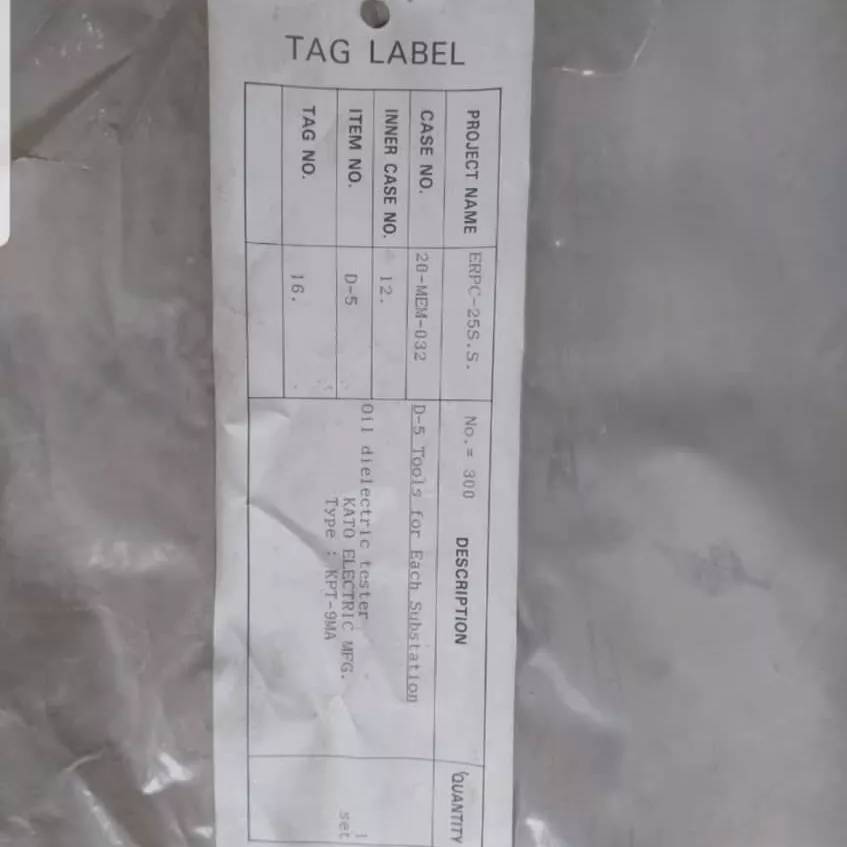 TAG LABEL
PROJECT NAME ERPC-25S.S. No.= 300 DESCRIPTION QUANTITY
CASE NO. 20-MEM-032 D-5 Tools for Each Substation
INNER CASE NO. 12.
ITEM NO. D-5 Oil dielectric tester 1 set
KATO ELECTRIC MFG.
TAG NO. 16. Type : KPT-9MA